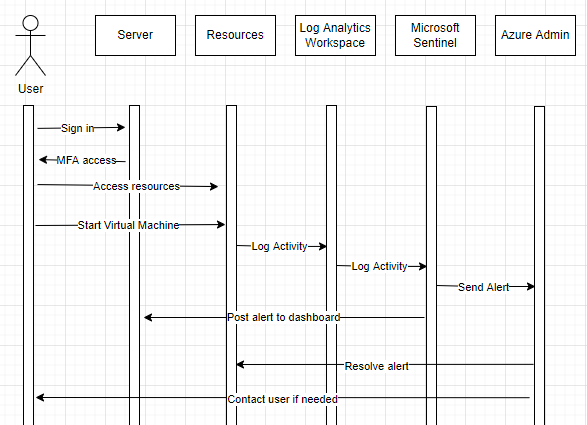 User
Server
Resources
Log Analytics
Workspace
Microsoft
Sentinel
Azure Admin
Sign in
MFA access
Access resources
Start Virtual Machine
Log Activity
Log Activity
Send Alert
Post alert to dashboard
Resolve alert
Contact user if needed